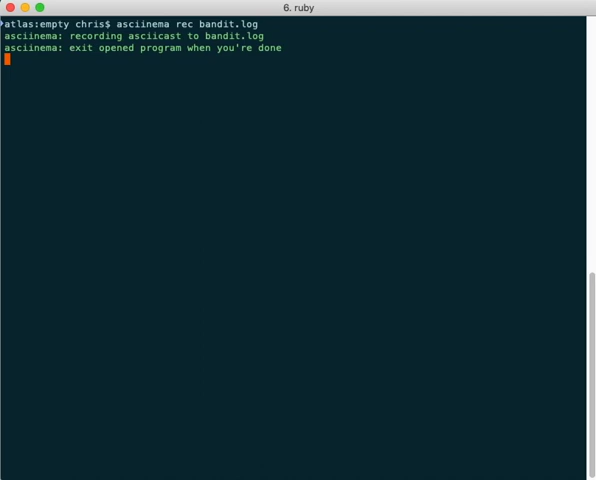 6. ruby
atlas:empty chris$ asciinema rec bandit.log
asciinema: recording asciicast to bandit.log
asciinema: exit opened program when you're done